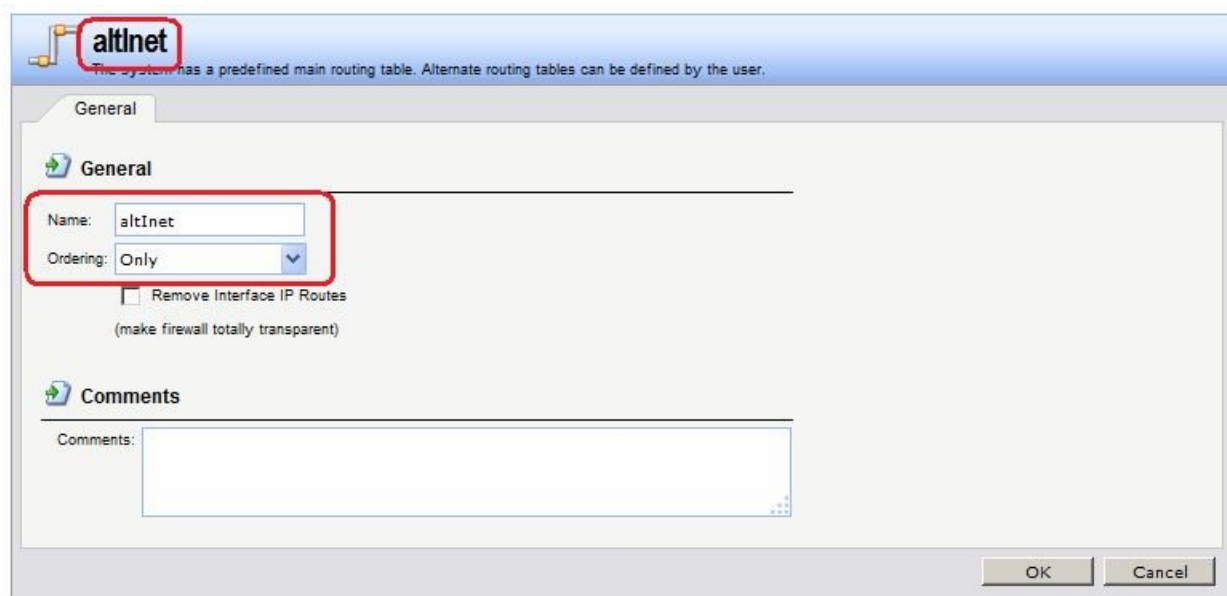 altInet
The system has a predefined main routing table. Alternate routing tables can be defined by the user.
General
General
Name: altInet
Ordering: Only
Remove Interface IP Routes
(make firewall totally transparent)
Comments
Comments:
OK Cancel